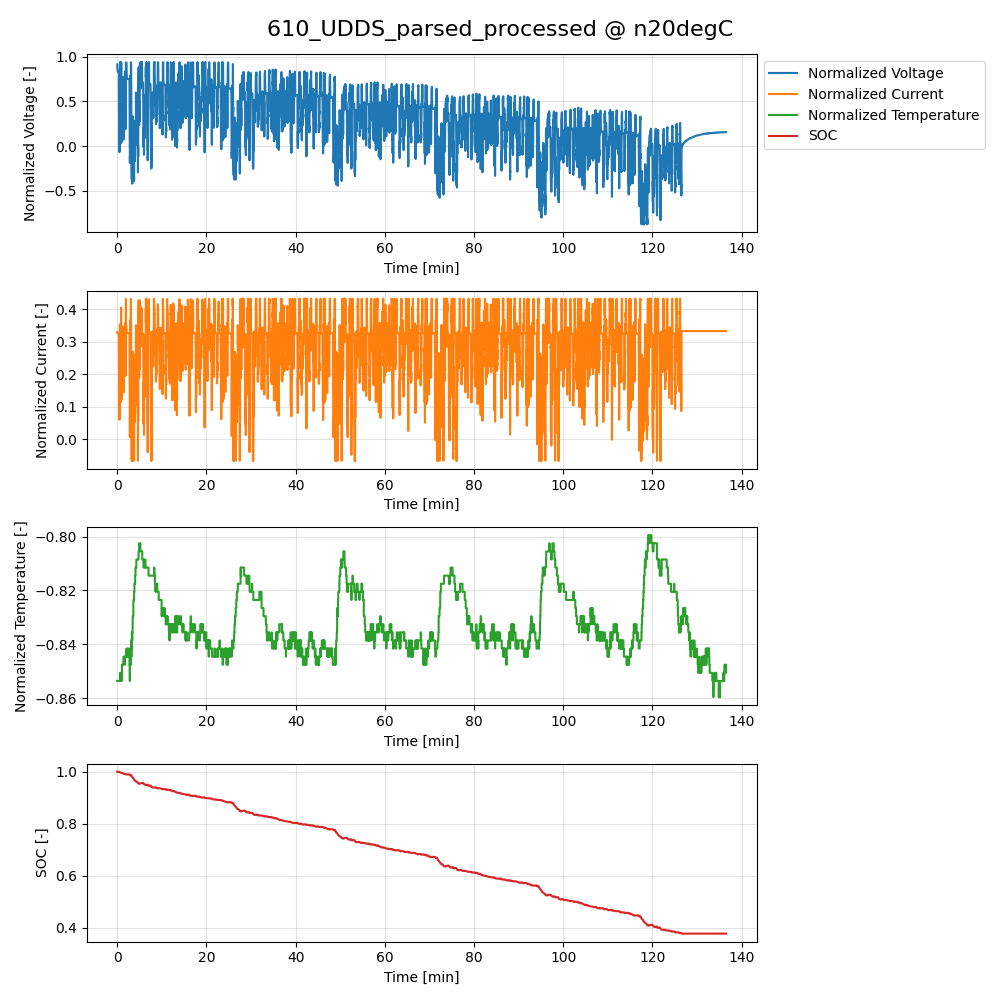 610_UDDS_parsed_processed @ n20degC
Normalized Voltage [-]
1.0
0.5
0.0
−0.5
0 20 40 60 80 100 120 140
Time [min]
Normalized Voltage
Normalized Current
Normalized Temperature
SOC
Normalized Current [-]
0.4
0.3
0.2
0.1
0.0
0 20 40 60 80 100 120 140
Time [min]
Normalized Temperature [-]
−0.80
−0.82
−0.84
−0.86
0 20 40 60 80 100 120 140
Time [min]
SOC [-]
1.0
0.8
0.6
0.4
0 20 40 60 80 100 120 140
Time [min]